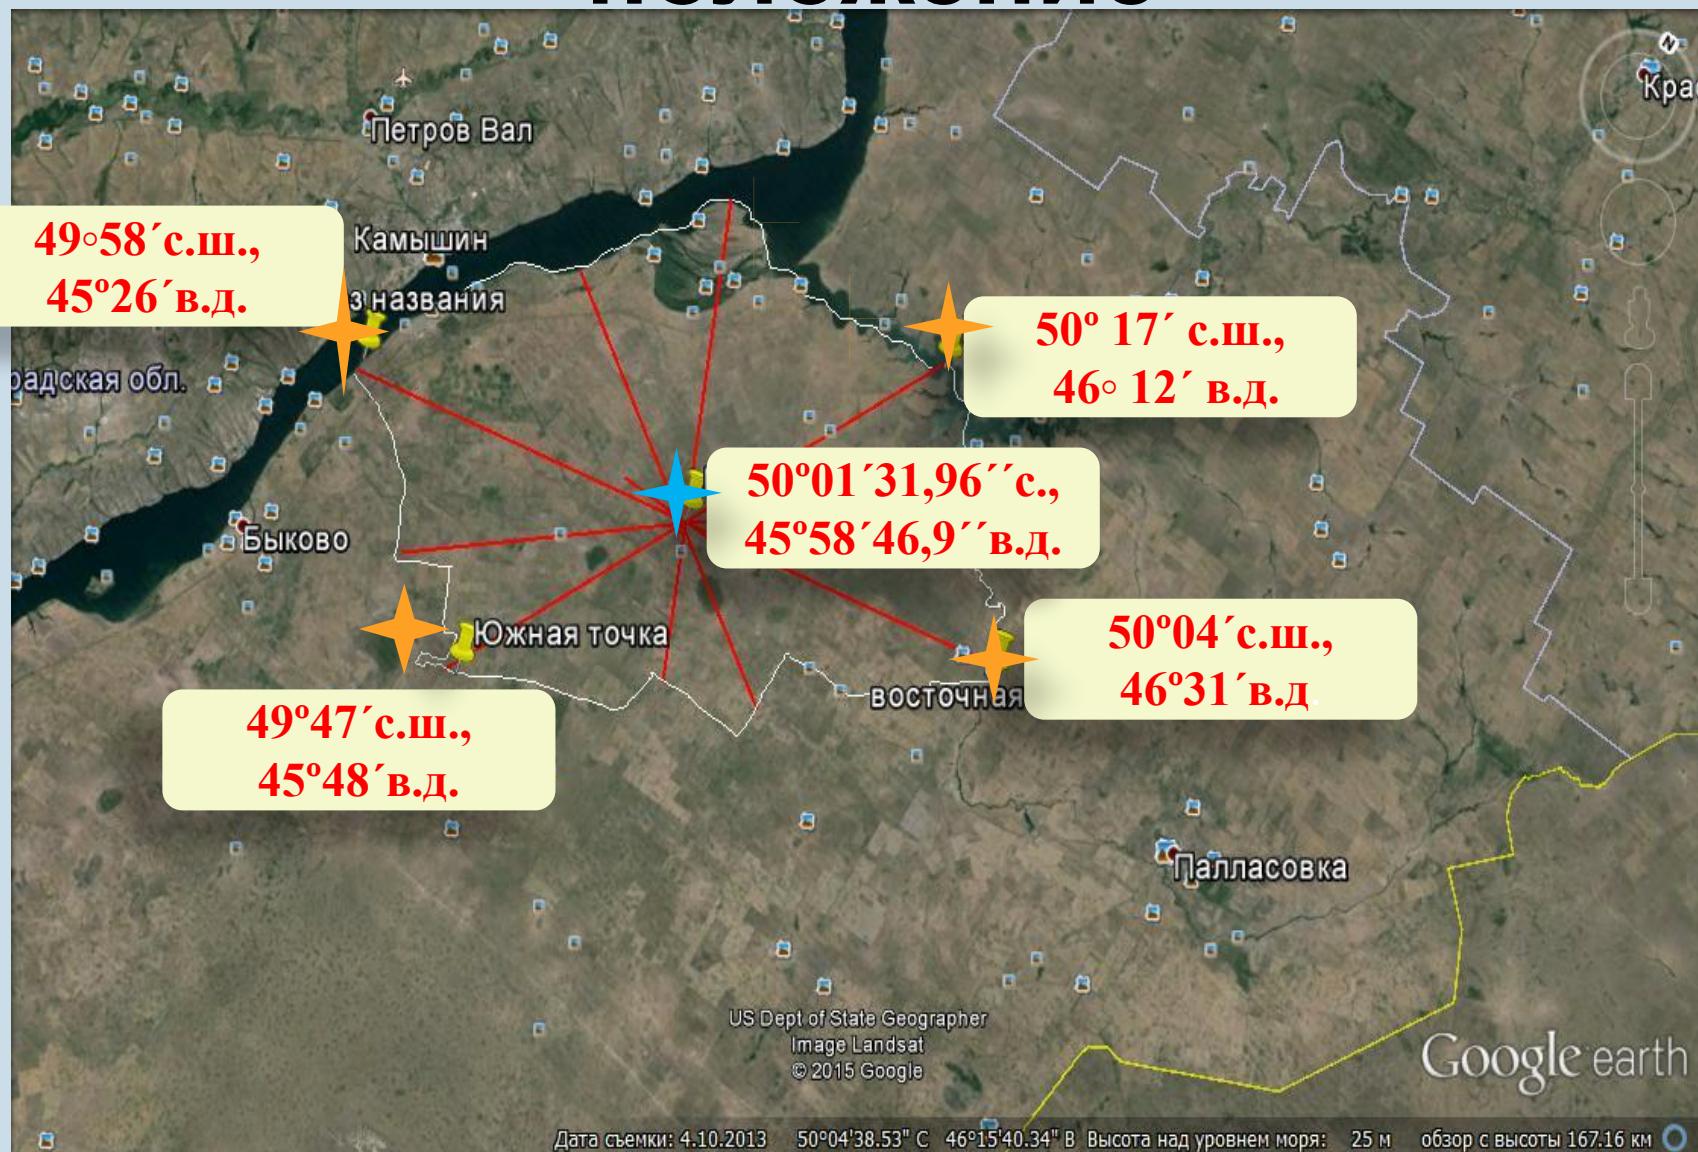 положение
Кра
Петров Вал
Камышин
49◦58´с.ш.,
45º26´в.д.
з названия
50º 17´ с.ш.,
46◦ 12´ в.д.
радская обл.
50º01´31,96´´с.,
45º58´46,9´´в.д.
Быково
Южная точка
50º04´с.ш.,
46º31´в.д.
восточная
49º47´с.ш.,
45º48´в.д.
Палласовка
US Dept of State Geographer
Image Landsat
© 2015 Google
Google earth
Дата съемки: 4.10.2013 50°04'38.53" С 46°15'40.34" В Высота над уровнем моря: 25 м обзор с высоты 167.16 км
N